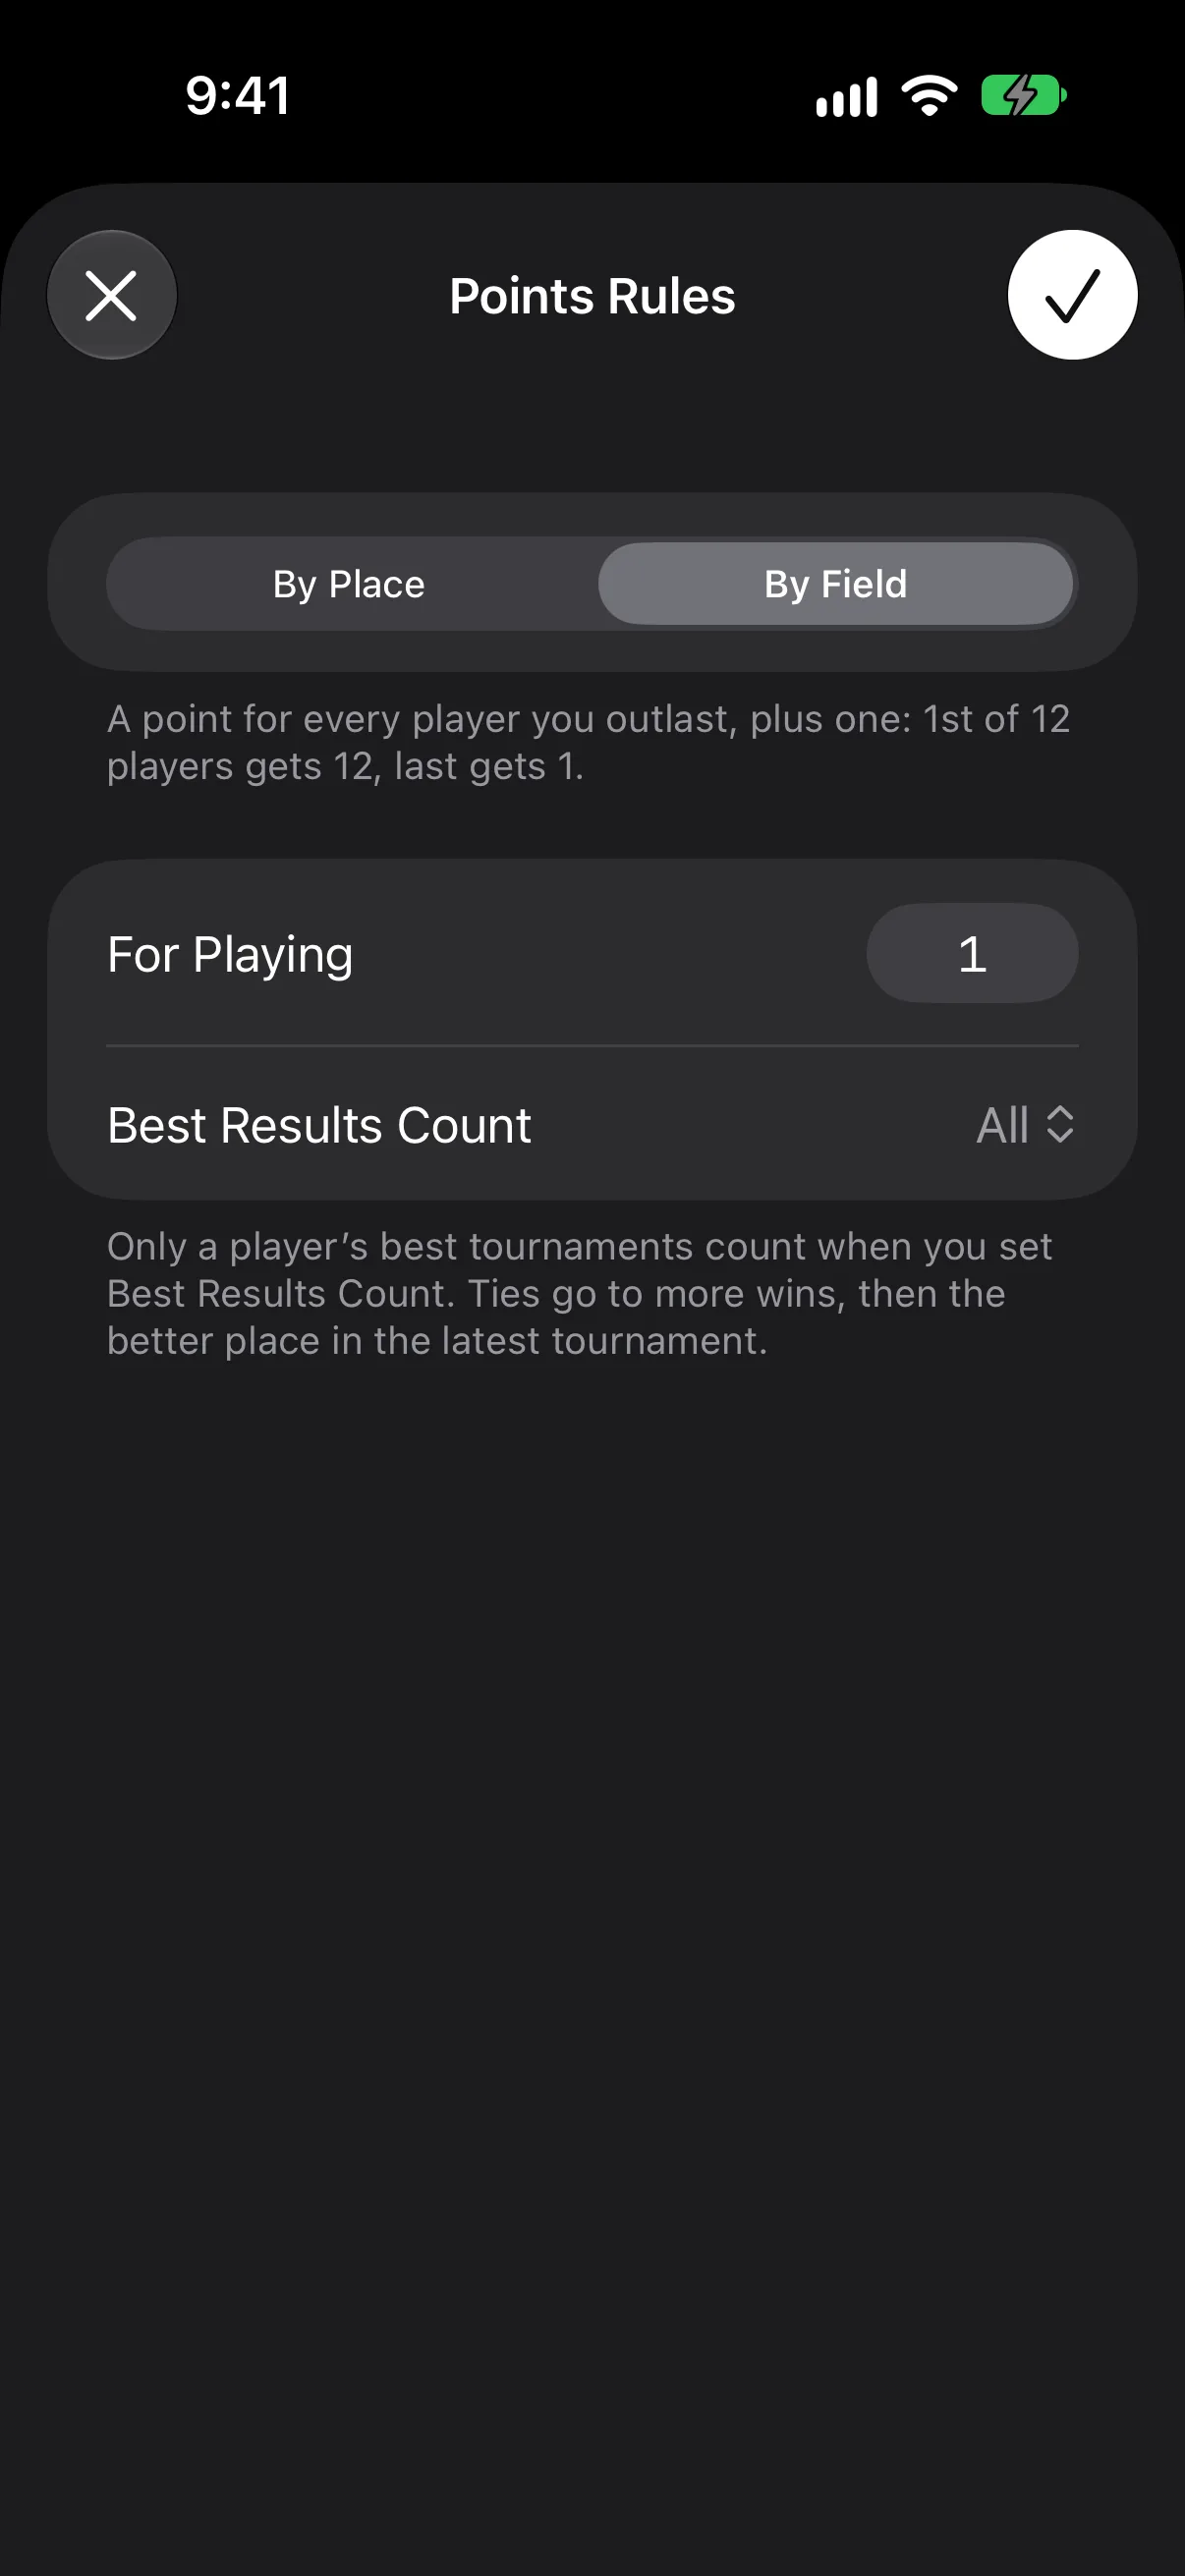 9:41
Points Rules
By Place
By Field
A point for every player you outlast, plus one: 1st of 12
players gets 12, last gets 1.
For Playing
1
Best Results Count
All
Only a player’s best tournaments count when you set
Best Results Count. Ties go to more wins, then the
better place in the latest tournament.